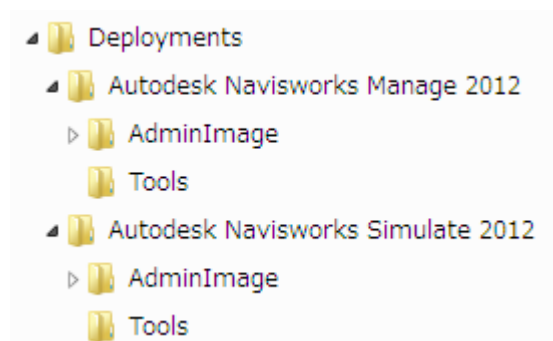 Deployments
Autodesk Navisworks Manage 2012
AdminImage
Tools
Autodesk Navisworks Simulate 2012
AdminImage
Tools